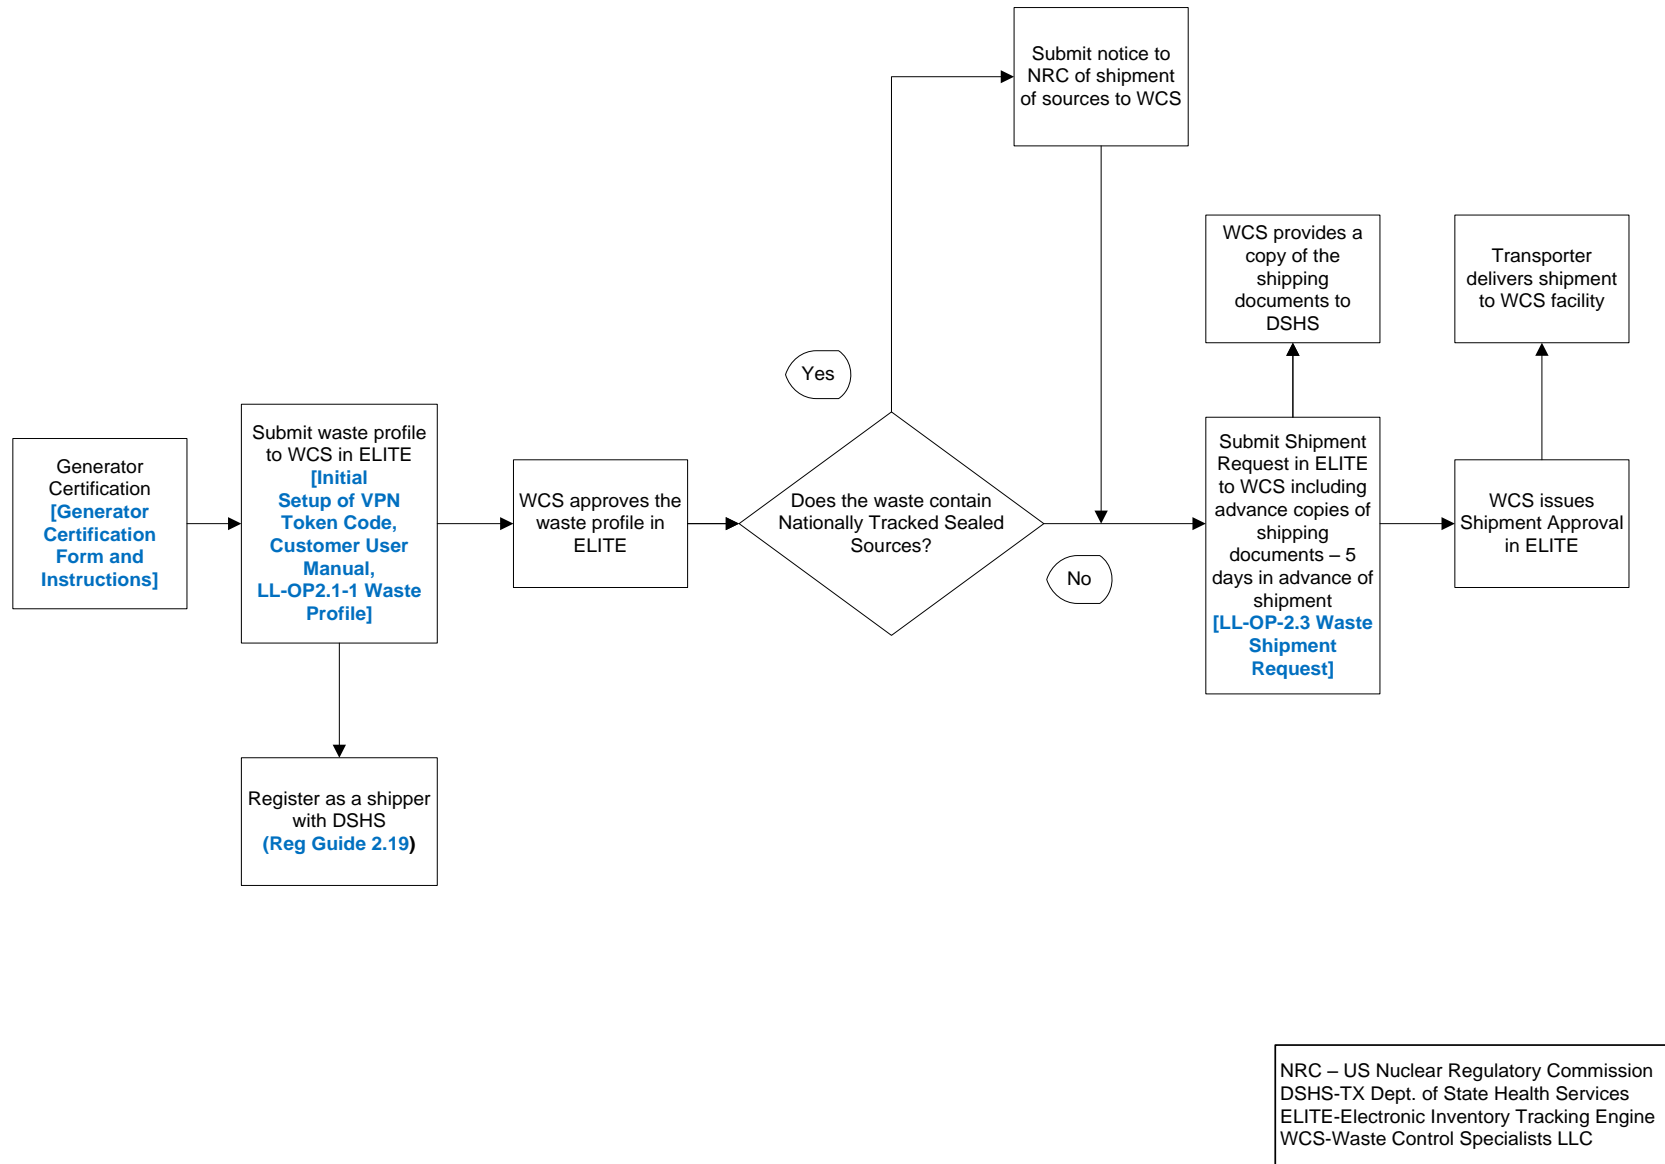 Submit notice to
NRC of shipment
of sources to WCS
WCS provides a
copy of the
shipping
documents to
DSHS
Transporter
delivers shipment
to WCS facility
Yes
Generator
Certification
[Generator
Certification
Form and
Instructions]
Submit waste profile
to WCS in ELITE
[Initial
Setup of VPN
Token Code,
Customer User
Manual,
LL-OP2.1-1 Waste
Profile]
WCS approves the
waste profile in
ELITE
Does the waste contain
Nationally Tracked Sealed
Sources?
No
Submit Shipment
Request in ELITE
to WCS including
advance copies of
shipping
documents – 5
days in advance of
shipment
[LL-OP-2.3 Waste
Shipment
Request]
WCS issues
Shipment Approval
in ELITE
Register as a shipper
with DSHS
(Reg Guide 2.19)
NRC – US Nuclear Regulatory Commission
DSHS-TX Dept. of State Health Services
ELITE-Electronic Inventory Tracking Engine
WCS-Waste Control Specialists LLC